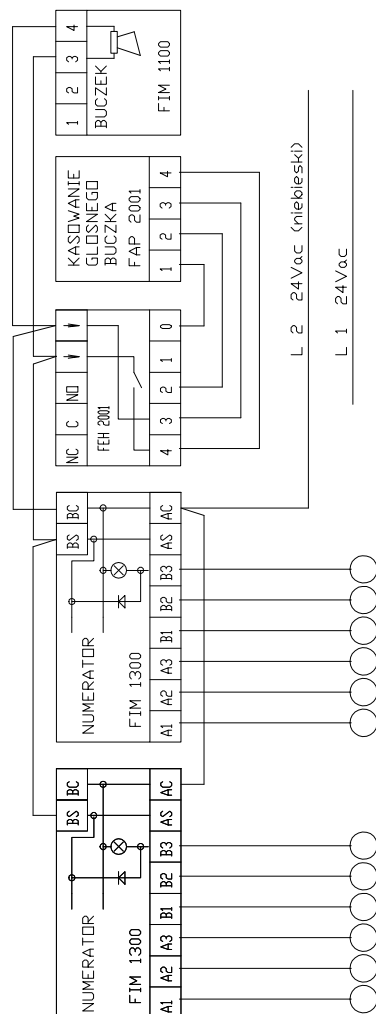 1 2 3 4
BUCZEK
FIM 1100
KASOWANIE
GLOSNEGO
BUCZKA
FAP 2001
1 2 3 4
NC C NO
FEH 2001
4 3 2 1 0
L 2 24Vac (niebieski)
L 1 24Vac
BS BC
NUMERATOR
FIM 1300
A1 A2 A3 B1 B2 B3 AS AC
BS BC
NUMERATOR
FIM 1300
A1 A2 A3 B1 B2 B3 AS AC